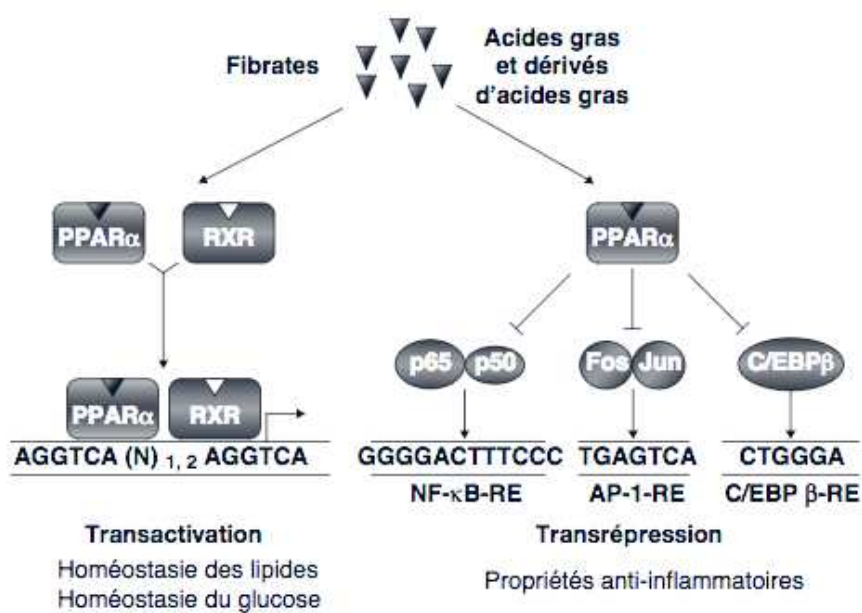 Fibrates
Acides gras
et dérivés
d'acides gras
PPARα
RXR
PPARα
p65
p50
Fos
Jun
C/EBPβ
PPARα
RXR
AGGTCA (N) 1, 2 AGGTCA
GGGGACTTTCCC
TGAGTCA
CTGGGA
NF-κB-RE
AP-1-RE
C/EBP β-RE
Transactivation
Homéostasie des lipides
Homéostasie du glucose
Transrépression
Propriétés anti-inflammatoires